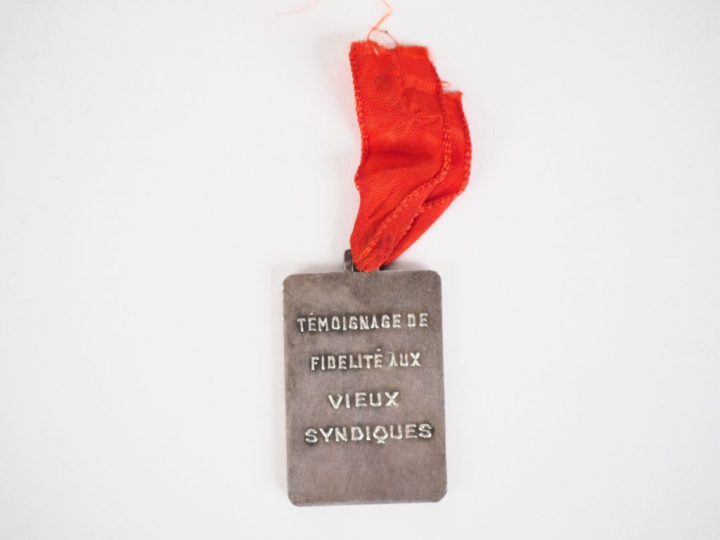 TÉMOIGNAGE DE
FIDELITÉ AUX
VIEUX
SYNDIQUES